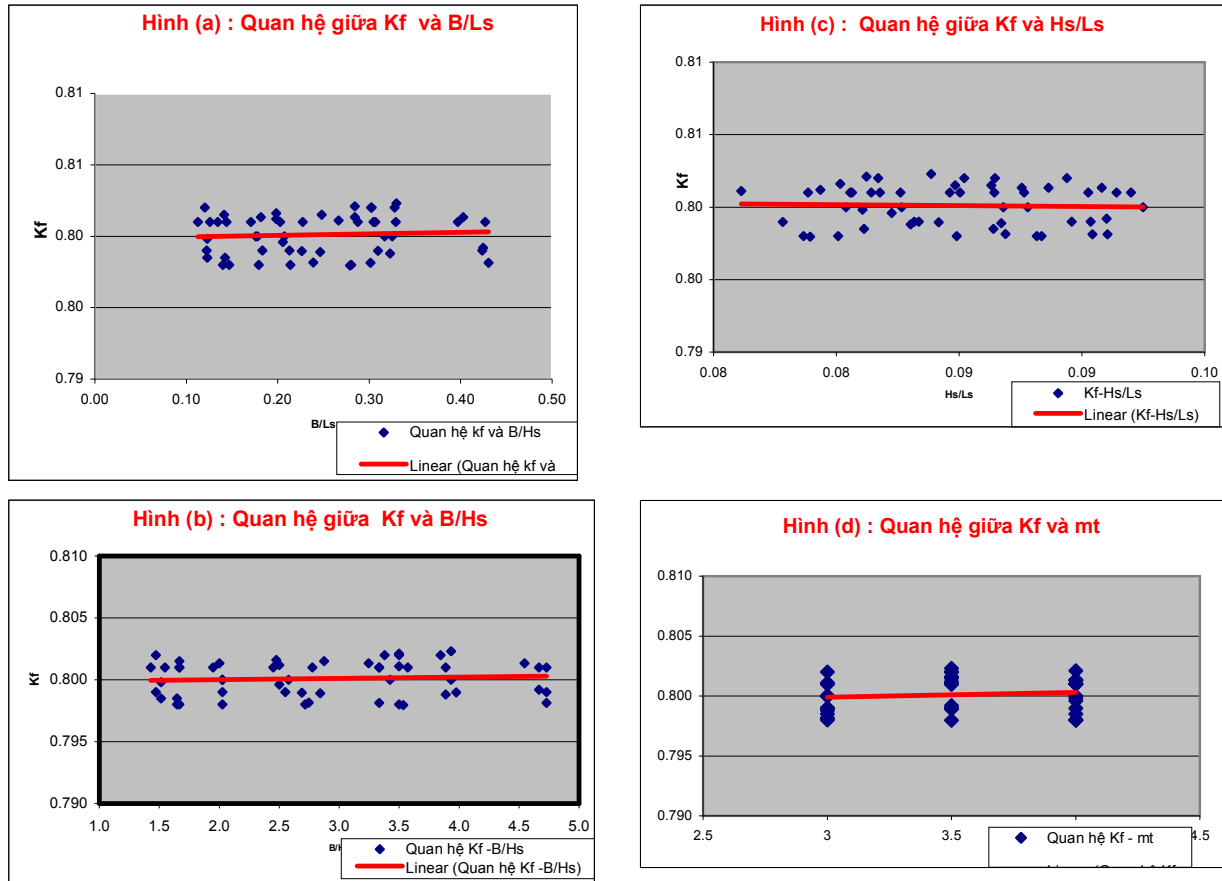 Hình (a) : Quan hệ giữa Kf và B/Ls
Kf
0.81
0.81
0.80
0.80
0.79
0.00 0.10 0.20 0.30 0.40 0.50
B/Ls
Quan hệ kf và B/Hs
Linear (Quan hệ kf và
Hình (c) : Quan hệ giữa Kf và Hs/Ls
Kf
0.81
0.81
0.80
0.80
0.79
0.08 0.08 0.09 0.09 0.10
Hs/Ls
Kf-Hs/Ls
Linear (Kf-Hs/Ls)
Hình (b) : Quan hệ giữa Kf và B/Hs
Kf
0.810
0.805
0.800
0.795
0.790
1.0 1.5 2.0 2.5 3.0 3.5 4.0 4.5 5.0
Quan hệ Kf -B/Hs
Linear (Quan hệ Kf -B/Hs)
Hình (d) : Quan hệ giữa Kf và mt
0.810
0.805
0.800
0.795
0.790
2.5 3 3.5 4.5
Quan hệ Kf - mt